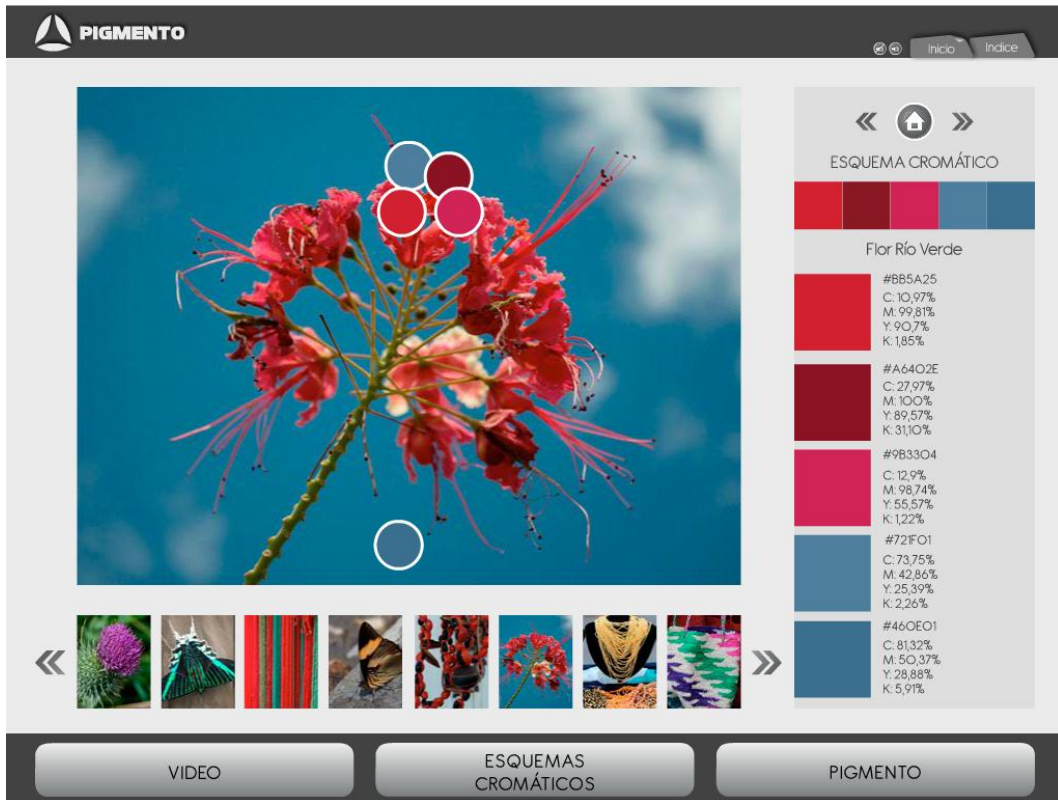 PIGMENTO
Inicio
Indice
ESQUEMA CROMÁTICO
Flor Río Verde
#BB5A25
C: 10,97%
M: 99,81%
Y: 90,7%
K: 1,85%
#A6402E
C: 27,97%
M: 100%
Y: 89,57%
K: 31,10%
#9B3304
C: 12,9%
M: 98,74%
Y: 55,57%
K: 1,22%
#721F01
C: 73,75%
M: 42,86%
Y: 25,39%
K: 2,26%
#460E01
C: 81,32%
M: 50,37%
Y: 28,88%
K: 5,91%
VIDEO
ESQUEMAS
CROMÁTICOS
PIGMENTO